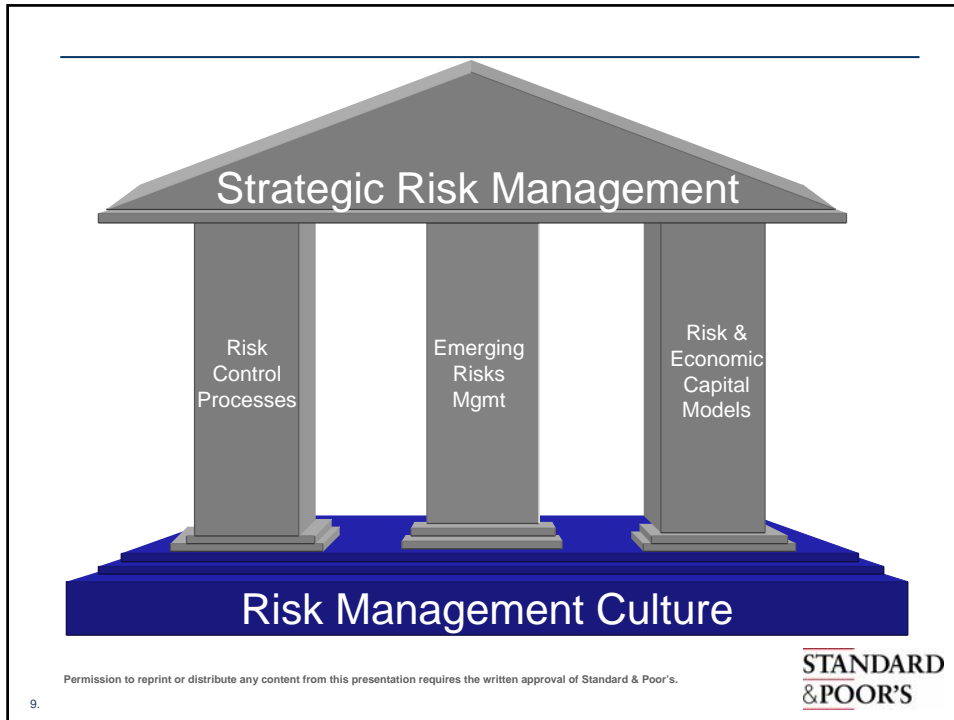 Strategic Risk Management
Risk
Control
Processes
Emerging
Risks
Mgmt
Risk &
Economic
Capital
Models
Risk Management Culture
Permission to reprint or distribute any content from this presentation requires the written approval of Standard & Poor's.
9.
STANDARD
&POOR'S